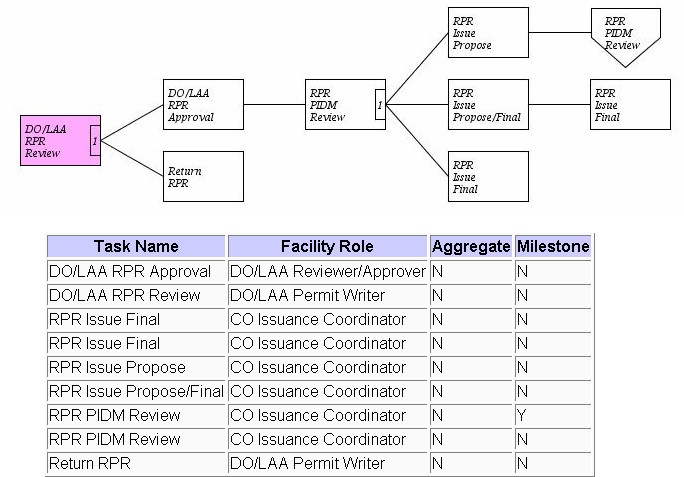 RPR
Issue
Propose
RPR
PIDM
Review
DO/LAA
RPR
Approval
RPR
PIDM
Review
1
RPR
Issue
Propose/Final
RPR
Issue
Final
DO/LAA
RPR
Review
1
Return
RPR
RPR
Issue
Final
Task Name Facility Role Aggregate Milestone
DO/LAA RPR Approval DO/LAA Reviewer/Approver N N
DO/LAA RPR Review DO/LAA Permit Writer N N
RPR Issue Final CO Issuance Coordinator N N
RPR Issue Final CO Issuance Coordinator N N
RPR Issue Propose CO Issuance Coordinator N N
RPR Issue Propose/Final CO Issuance Coordinator N N
RPR PIDM Review CO Issuance Coordinator N Y
RPR PIDM Review CO Issuance Coordinator N N
Return RPR DO/LAA Permit Writer N N